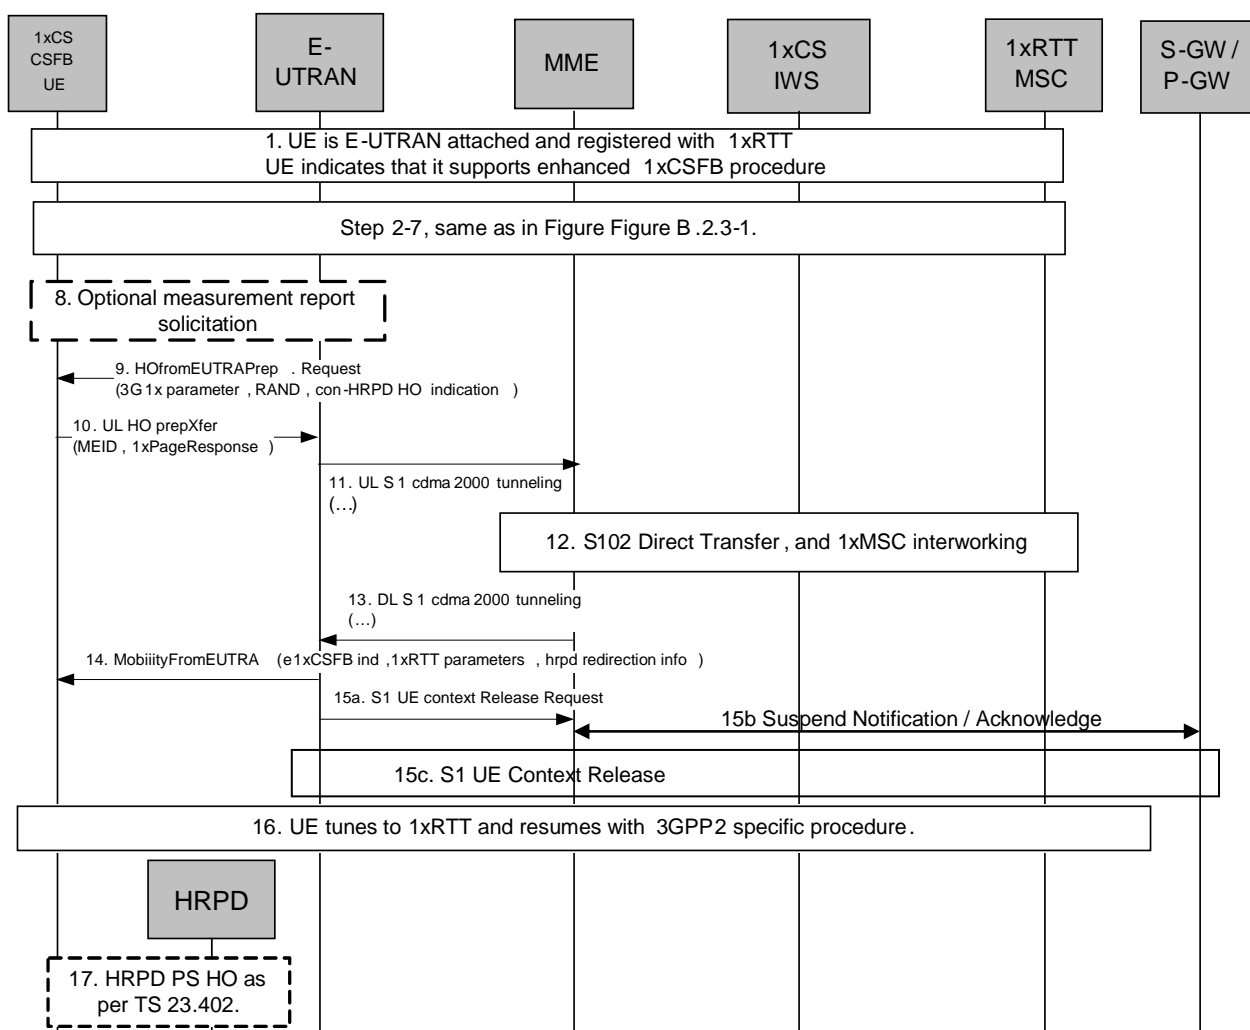 1xCS
CSFB
UE
E-
UTRAN
MME
1xCS
IWS
1xRTT
MSC
S-GW /
P-GW
1. UE is E-UTRAN attached and registered with 1xRTT
UE indicates that it supports enhanced 1xCSFB procedure
Step 2-7, same as in Figure Figure B.2.3-1.
8. Optional measurement report
solicitation
9. HOfromEUTRAPrep. Request
(3G1x parameter, RAND, con-HRPD HO indication)
10. UL HO prepXfer
(MEID, 1xPageResponse)
11. UL S1 cdma2000 tunneling
(...)
12. S102 Direct Transfer, and 1xMSC interworking
13. DL S1 cdma2000 tunneling
(...)
14. MobiiityFromEUTRA (e1xCSFB ind,1xRTT parameters, hrpd redirection info)
15a. S1 UE context Release Request
15b Suspend Notification / Acknowledge
15c. S1 UE Context Release
16. UE tunes to 1xRTT and resumes with 3GPP2 specific procedure.
HRPD
17. HRPD PS HO as
per TS 23.402.